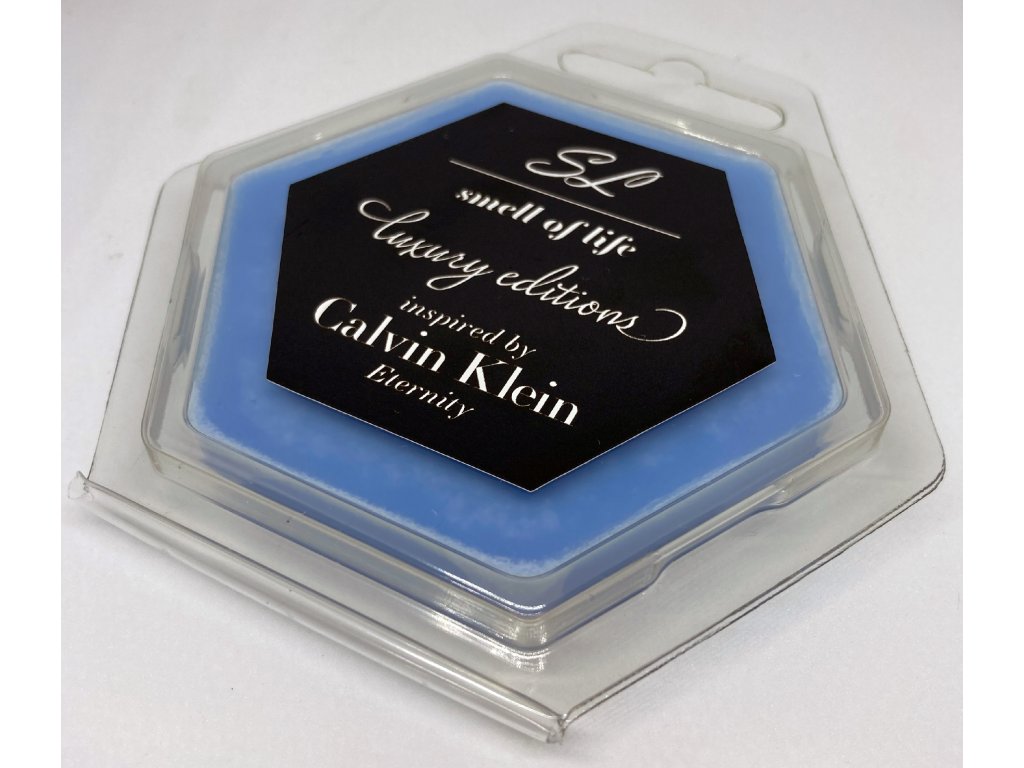 SL
smell of life
luxury editions
inspired by
Calvin Klein
Eternity